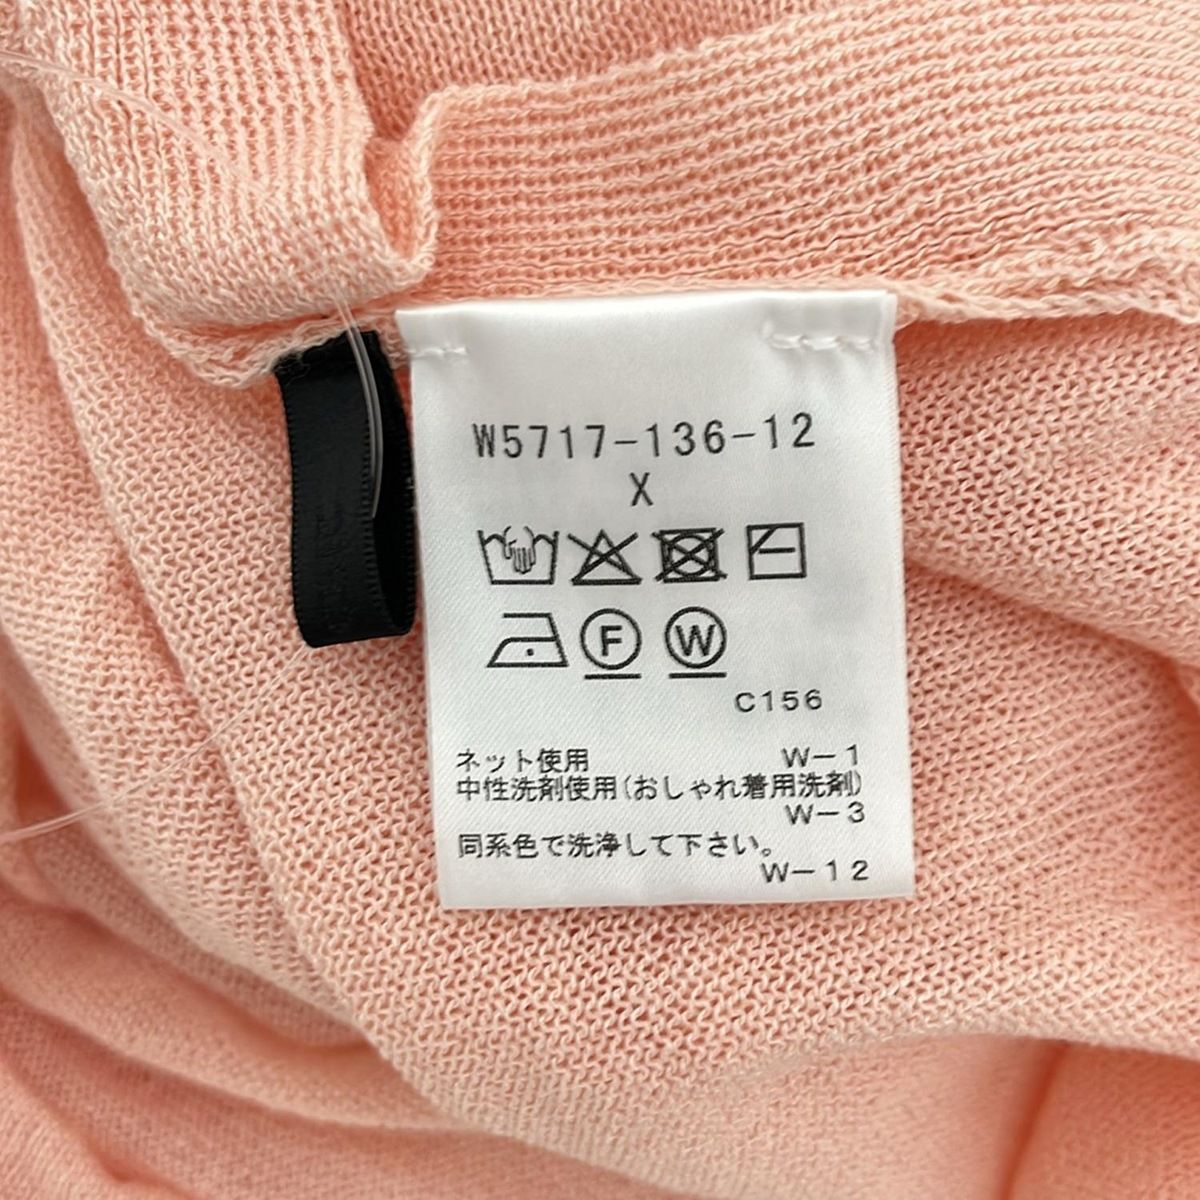 W5717-136-12
X
F W
C156
ネット使用 W-1
中性洗剤使用(おしゃれ着用洗剤)
W-3
同系色で洗浄して下さい。
W-12